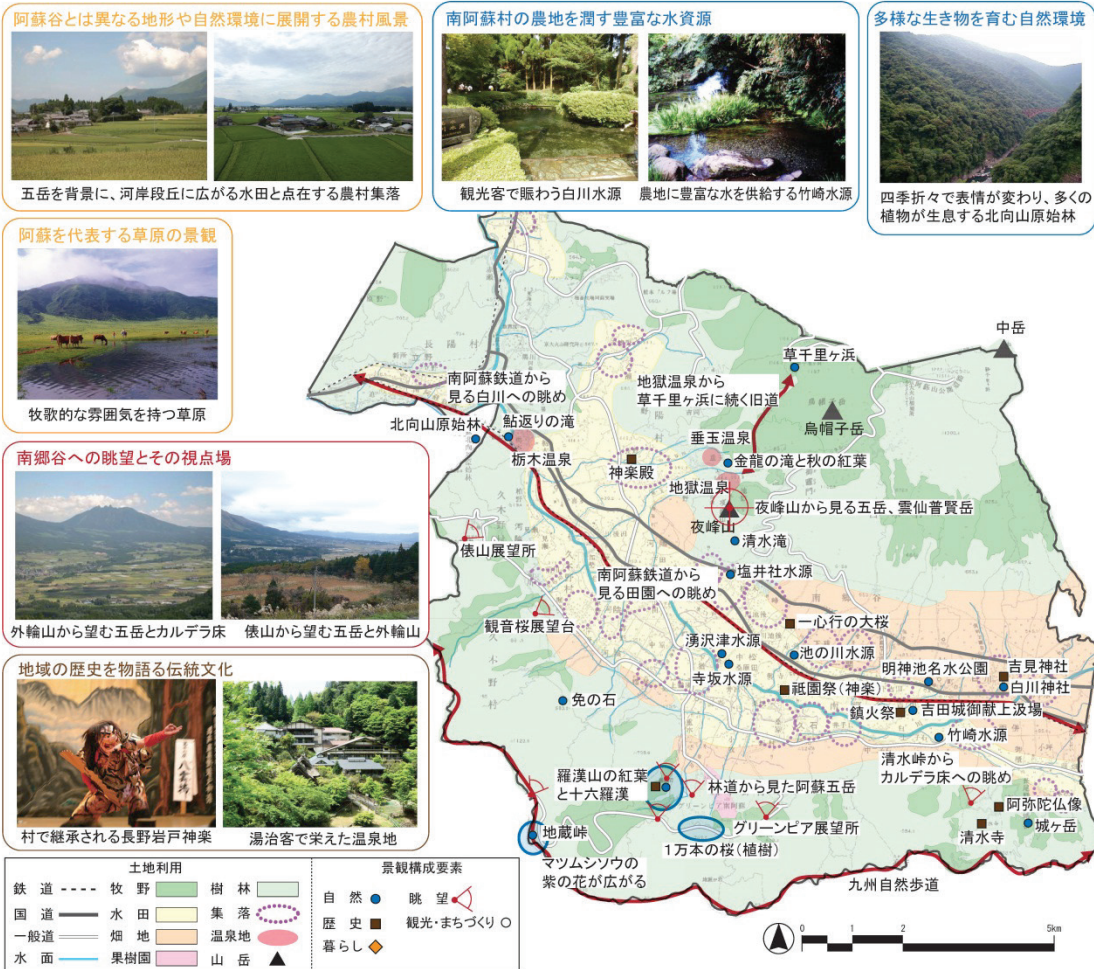 阿蘇谷とは異なる地形や自然環境に展開する農村風景
五岳を背景に、河岸段丘に広がる水田と点在する農村集落
南阿蘇村の農地を潤す豊富な水資源
観光客で賑わう白川水源
農地に豊富な水を供給する竹崎水源
多様な生き物を育む自然環境
四季折々で表情が変わり、多くの
植物が生息する北向山原始林
阿蘇を代表する草原の景観
牧歌的な雰囲気を持つ草原
南郷谷への眺望とその視点場
外輪山から望む五岳とカルデラ床
俵山から望む五岳と外輪山
地域の歴史を物語る伝統文化
村で継承される長野岩戸神楽
湯治客で栄えた温泉地
中岳
草千里ヶ浜
烏帽子岳
南阿蘇鉄道から
見る白川への眺め
地獄温泉から
草千里ヶ浜に続く旧道
北向山原始林
鮎返りの滝
栃木温泉
垂玉温泉
神楽殿
金龍の滝と秋の紅葉
地獄温泉
夜峰山から見る五岳、雲仙普賢岳
夜峰山
俵山展望所
清水滝
南阿蘇鉄道から
見る田園への眺め
塩井社水源
観音桜展望台
一心行の大桜
湧沢津水源
池の川水源
寺坂水源
明神池名水公園
吉見神社
白川神社
祇園祭(神楽)
免の石
鎮火祭
吉田城御献上汲場
竹崎水源
清水峠から
カルデラ床への眺め
羅漢山の紅葉
と十六羅漢
林道から見た阿蘇五岳
阿弥陀仏像
グリーンピア展望所
清水寺
城ヶ岳
地蔵峠
1万本の桜(植樹)
マツムシソウの
紫の花が広がる
九州自然歩道
長陽村
久木野村
土地利用
鉄道
牧野
樹林
国道
水田
集落
一般道
畑地
温泉地
水面
果樹園
山岳
景観構成要素
自然
眺望
歴史
観光・まちづくり
暮らし
0 1 2 5km